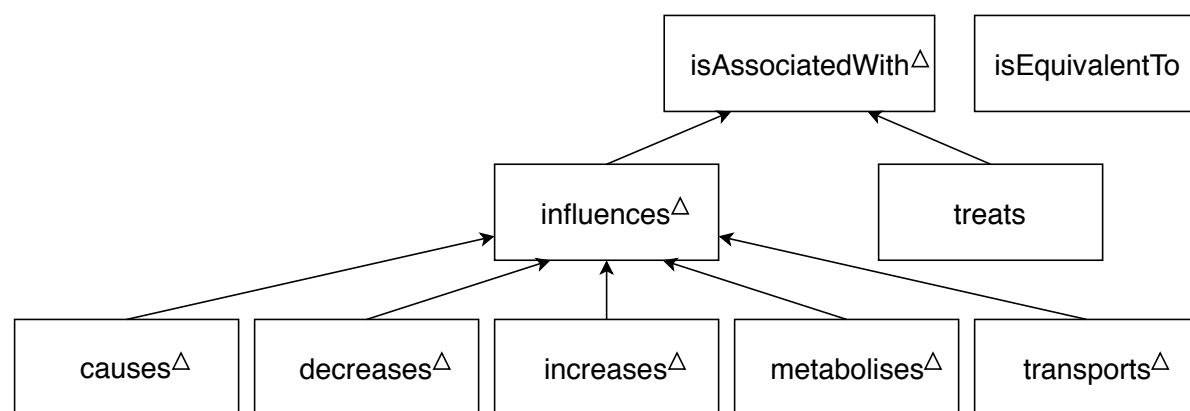 isAssociatedWith△
isEquivalentTo
influences△
treats
causes△
decreases△
increases△
metabolises△
transports△